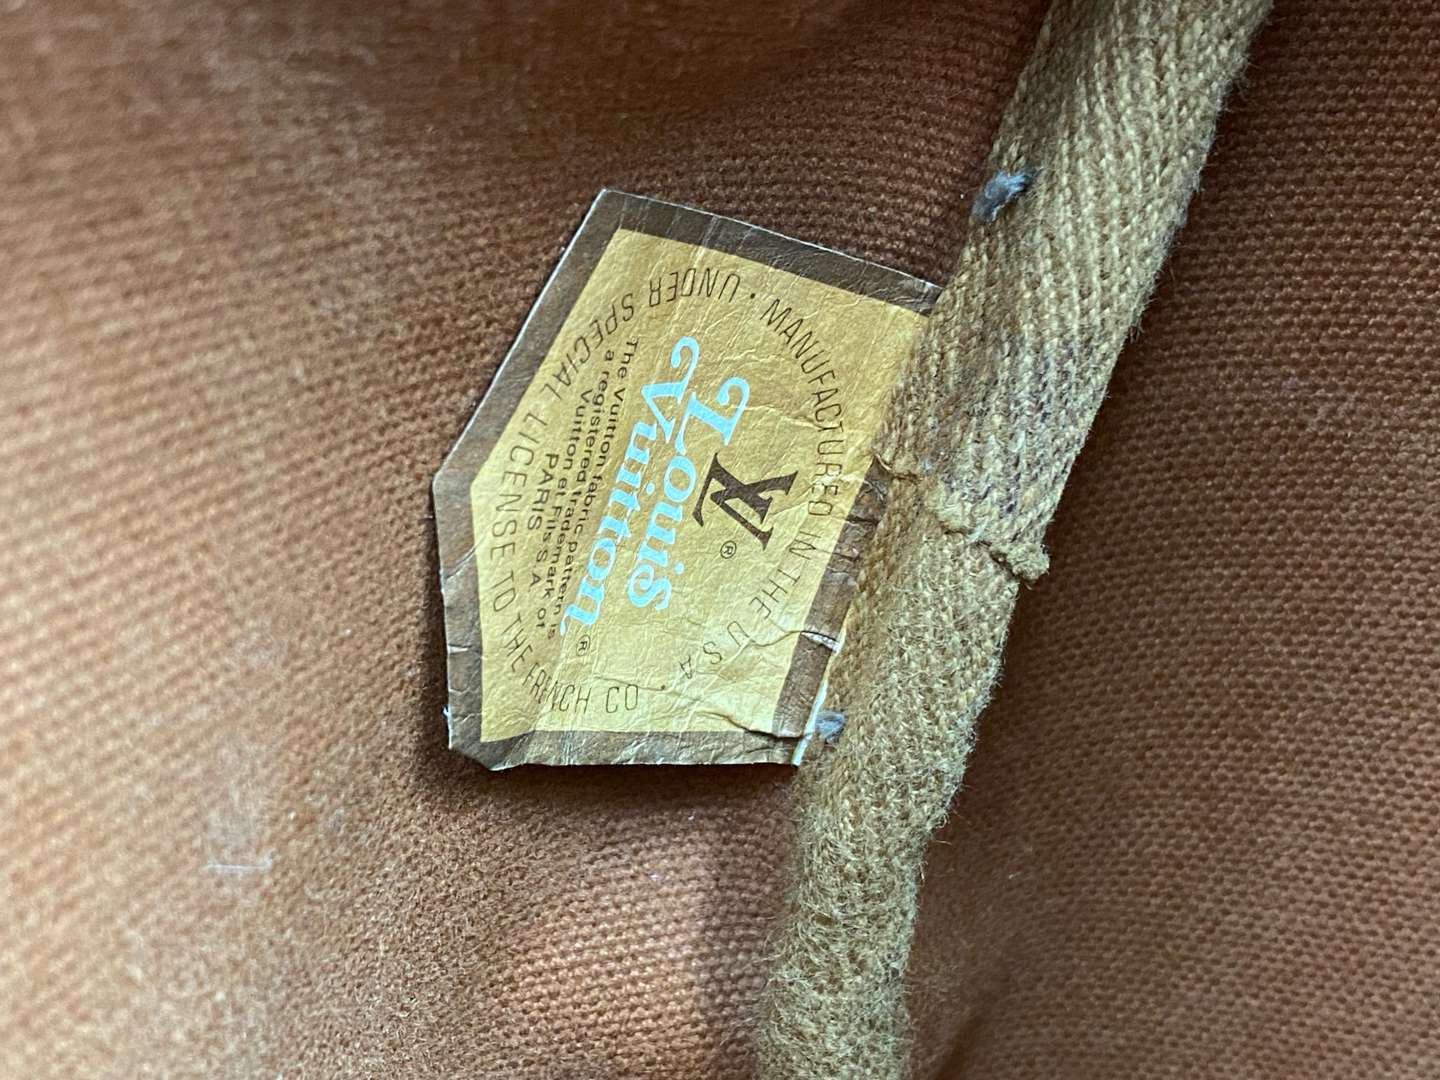 MANUFACTURED IN THE U S A •
UNDER SPECIAL LICENSE TO THE FRENCH CO •
LV ®
Louis
Vuitton ®
The Vuitton fabric pattern is
a registered trademark of
Vuitton et Fils S A
PARIS